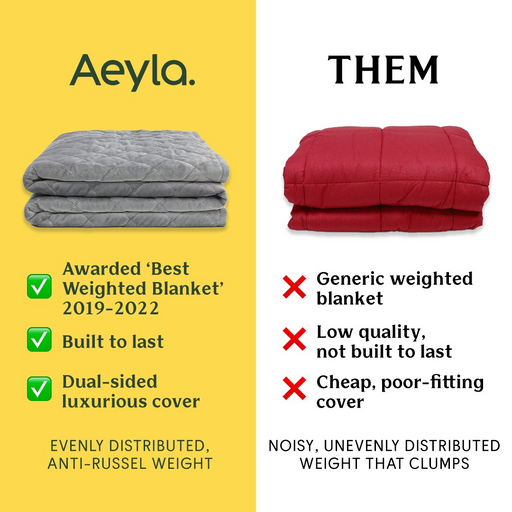 Aeyla.
THEM
Awarded ‘Best
Weighted Blanket’
2019-2022
Built to last
Dual-sided
luxurious cover
EVENLY DISTRIBUTED,
ANTI-RUSSEL WEIGHT
Generic weighted
blanket
Low quality,
not built to last
Cheap, poor-fitting
cover
NOISY, UNEVENLY DISTRIBUTED
WEIGHT THAT CLUMPS